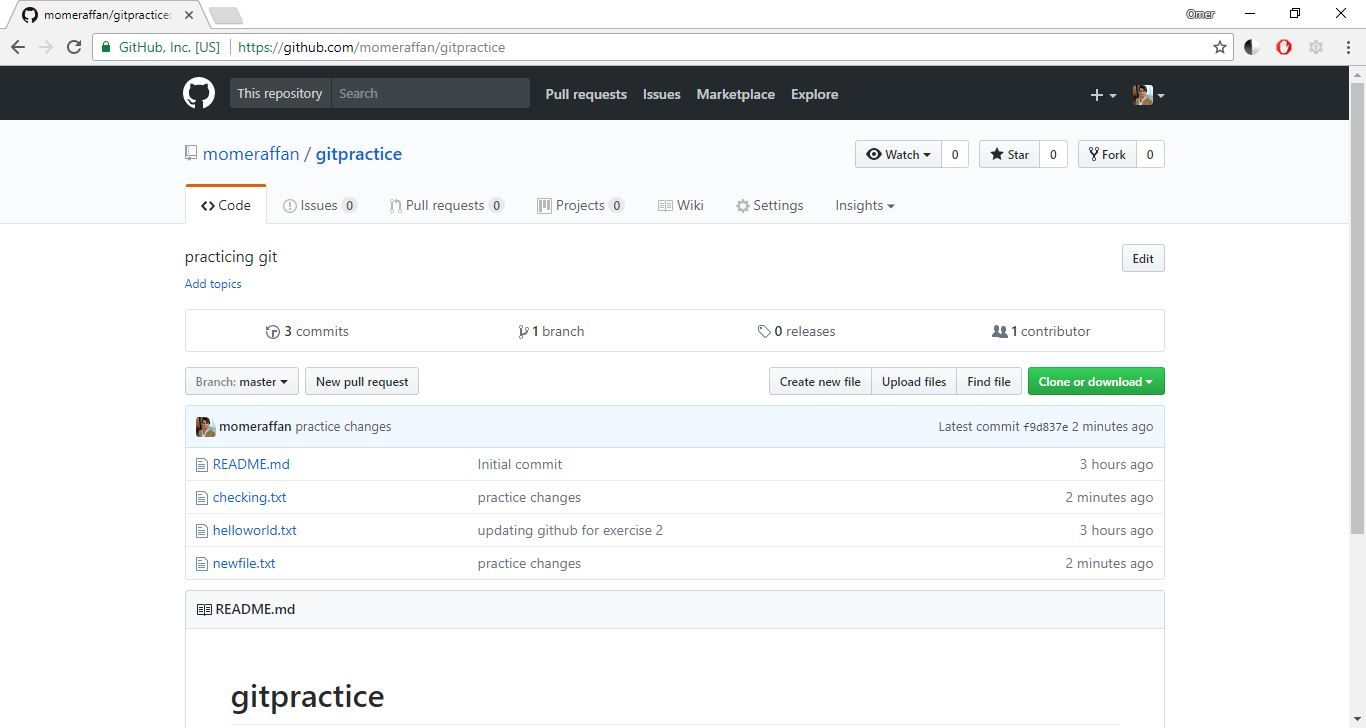 momeraffan/gitpractice:
Omer
GitHub, Inc. [US] https://github.com/momeraffan/gitpractice
This repository Search Pull requests Issues Marketplace Explore
momeraffan / gitpractice Watch 0 Star 0 Fork 0
Code Issues 0 Pull requests 0 Projects 0 Wiki Settings Insights
practicing git Edit
Add topics
3 commits 1 branch 0 releases 1 contributor
Branch: master New pull request Create new file Upload files Find file Clone or download
momeraffan practice changes Latest commit f9d837e 2 minutes ago
README.md Initial commit 3 hours ago
checking.txt practice changes 2 minutes ago
helloworld.txt updating github for exercise 2 3 hours ago
newfile.txt practice changes 2 minutes ago
README.md
gitpractice